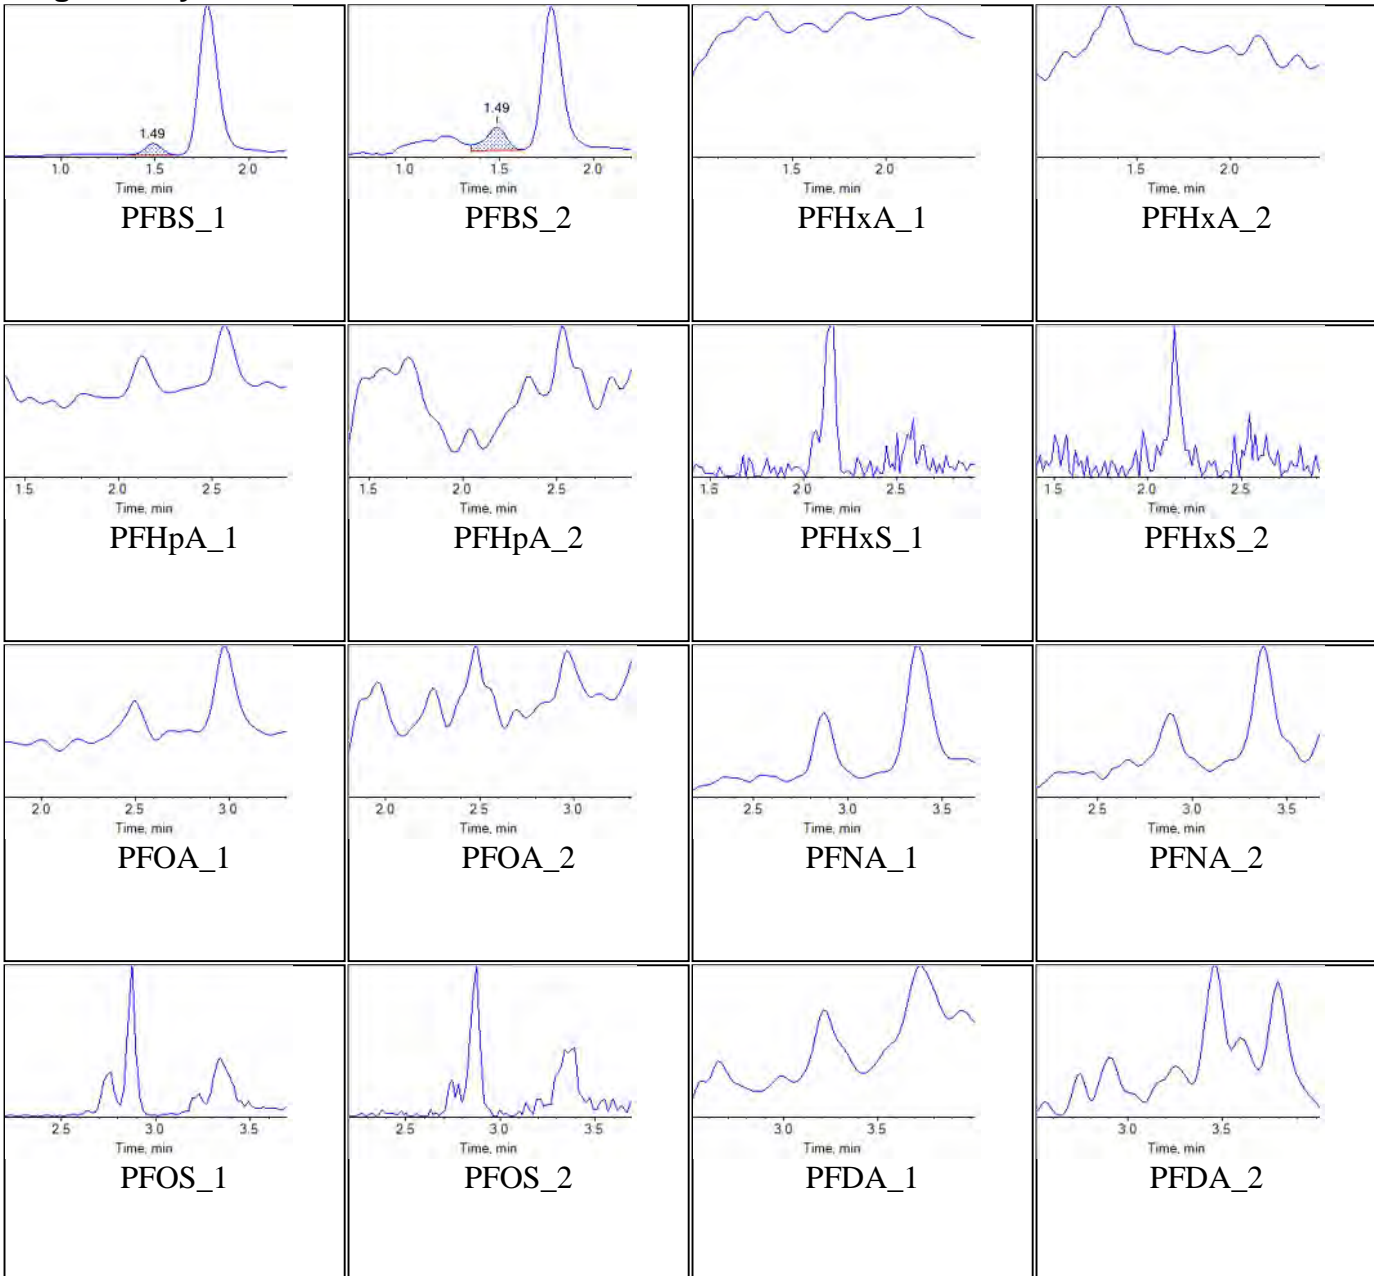 1.49
1.0 1.5 2.0
Time, min
PFBS_1
1.49
1.0 1.5 2.0
Time, min
PFBS_2
1.5 2.0
Time, min
PFHxA_1
1.5 2.0
Time, min
PFHxA_2
1.5 2.0 2.5
Time, min
PFHpA_1
1.5 2.0 2.5
Time, min
PFHpA_2
1.5 2.0 2.5
Time, min
PFHxS_1
1.5 2.0 2.5
Time, min
PFHxS_2
2.0 2.5 3.0
Time, min
PFOA_1
2.0 2.5 3.0
Time, min
PFOA_2
2.5 3.0 3.5
Time, min
PFNA_1
2.5 3.0 3.5
Time, min
PFNA_2
2.5 3.0 3.5
Time, min
PFOS_1
2.5 3.0 3.5
Time, min
PFOS_2
3.0 3.5
Time, min
PFDA_1
3.0 3.5
Time, min
PFDA_2